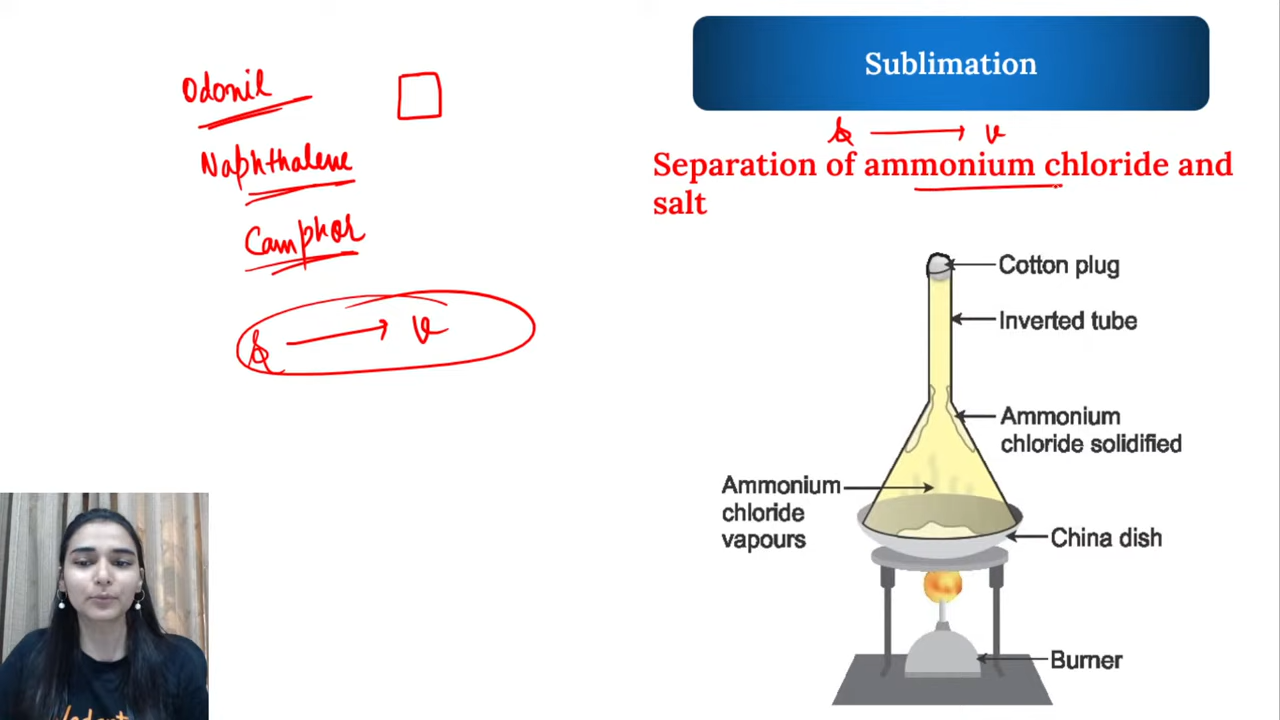 Sublimation
s → v
Separation of ammonium chloride and
salt
Odonil
Naphthalene
Camphor
s → v
Cotton plug
Inverted tube
Ammonium
chloride solidified
Ammonium
chloride
vapours
China dish
Burner